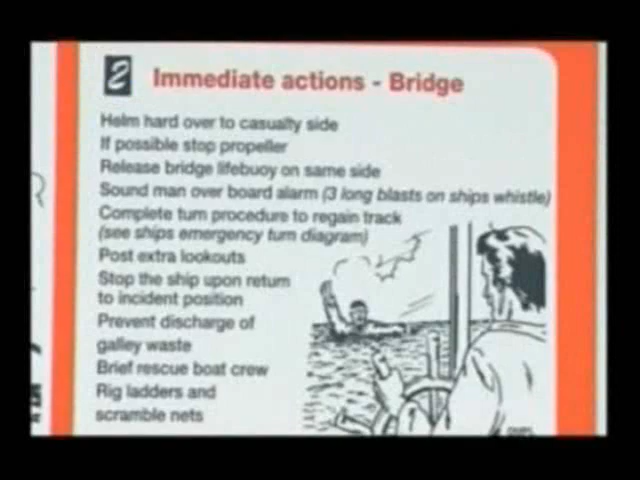 2 Immediate actions - Bridge
Helm hard over to casualty side
If possible stop propeller
Release bridge lifebuoy on same side
Sound man over board alarm (3 long blasts on ships whistle)
Complete turn procedure to regain track
(see ships emergency turn diagram)
Post extra lookouts
Stop the ship upon return
to incident position
Prevent discharge of
galley waste
Brief rescue boat crew
Rig ladders and
scramble nets